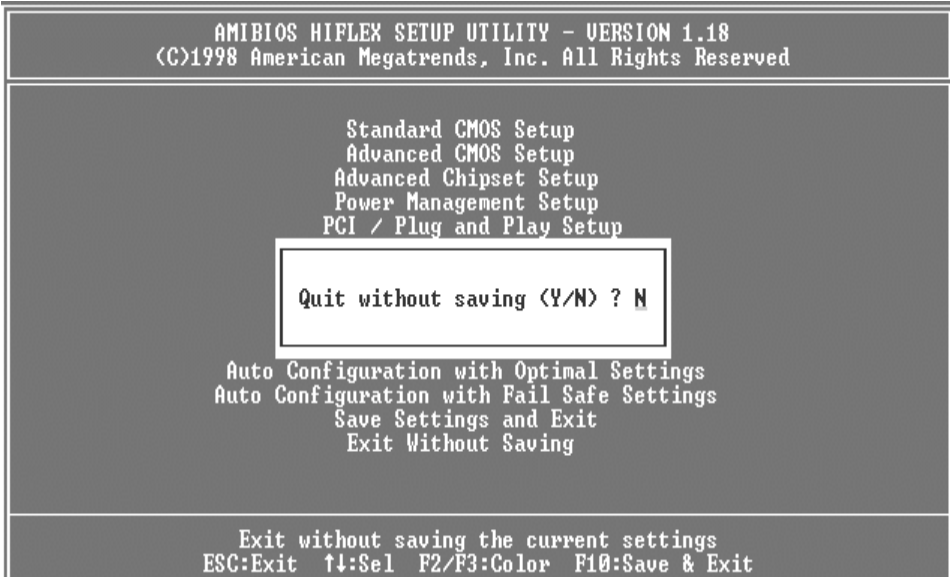 AMIBIOS HIFLEX SETUP UTILITY - VERSION 1.18
(C)1998 American Megatrends, Inc. All Rights Reserved
Standard CMOS Setup
Advanced CMOS Setup
Advanced Chipset Setup
Power Management Setup
PCI / Plug and Play Setup
Quit without saving (Y/N) ? N
Auto Configuration with Optimal Settings
Auto Configuration with Fail Safe Settings
Save Settings and Exit
Exit Without Saving
Exit without saving the current settings
ESC:Exit ↑↓:Sel F2/F3:Color F10:Save & Exit